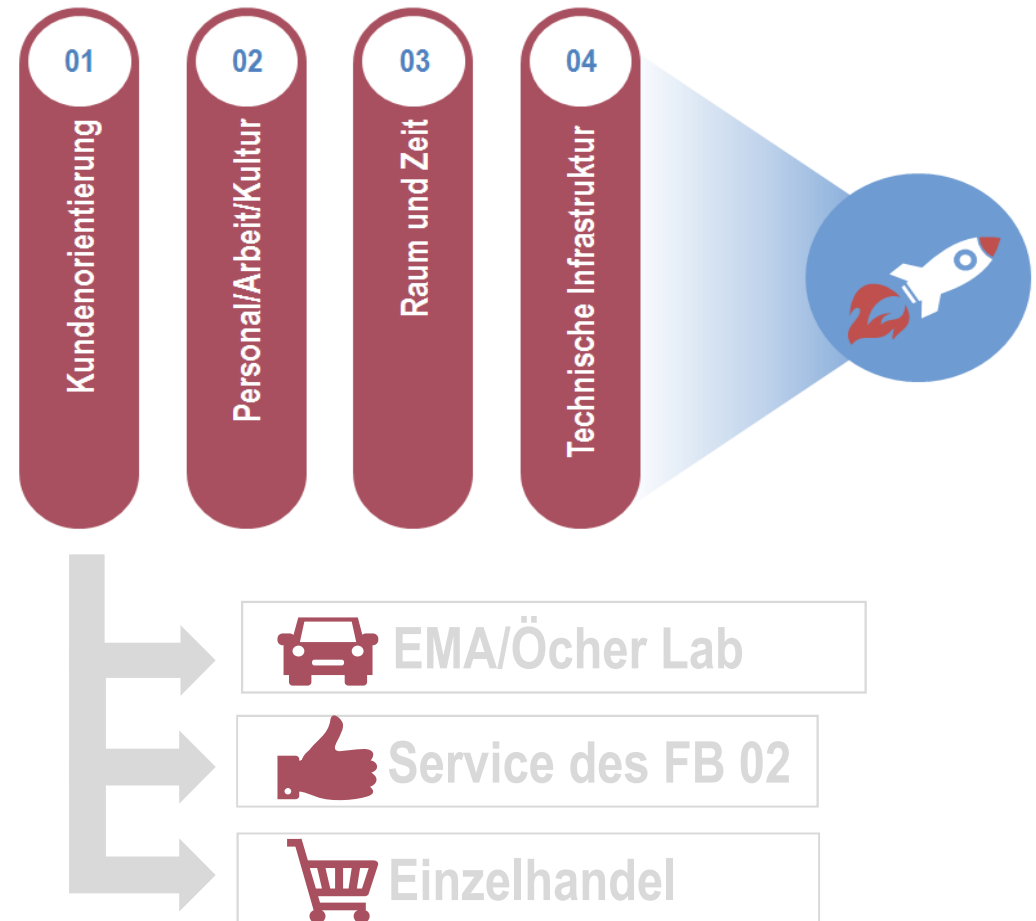 01
Kundenorientierung
02
Personal/Arbeit/Kultur
03
Raum und Zeit
04
Technische Infrastruktur
EMA/Öcher Lab
Service des FB 02
Einzelhandel